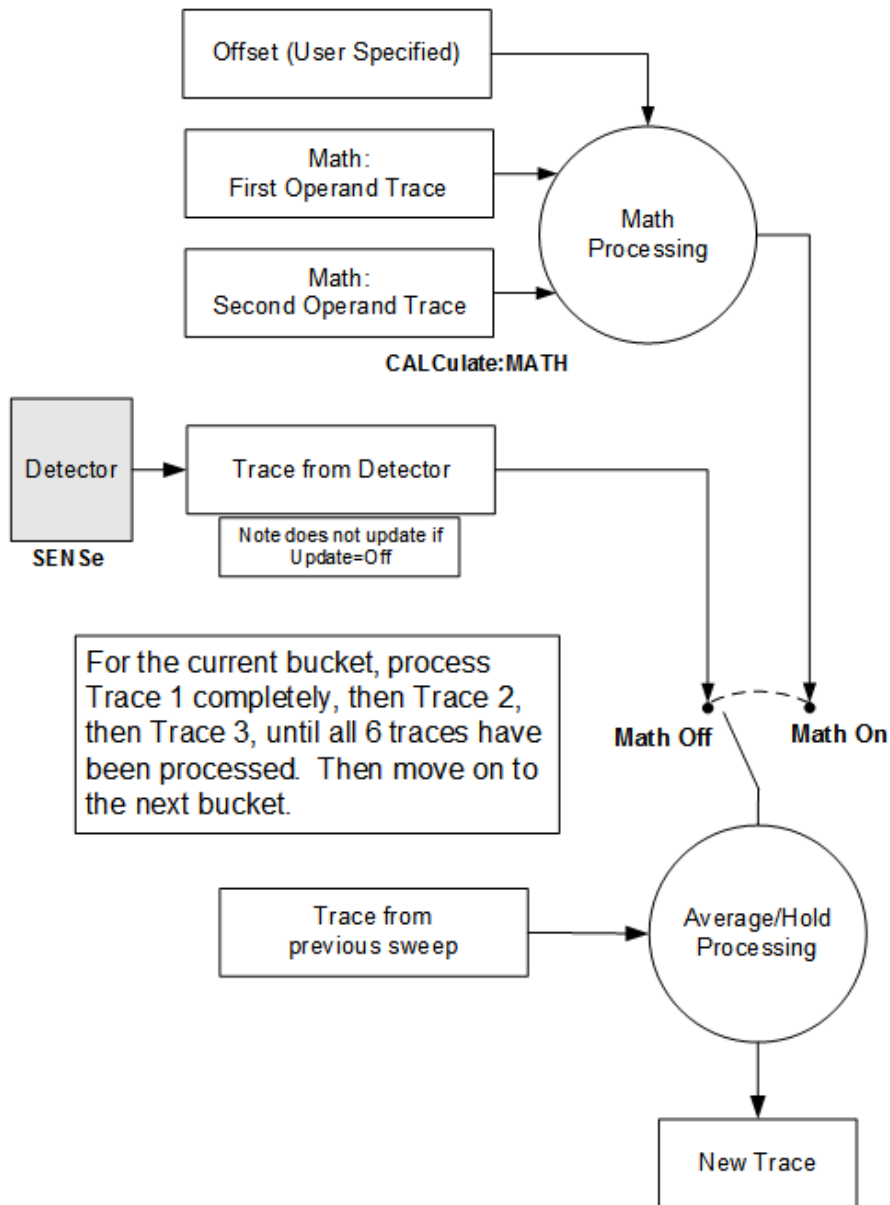 Offset (User Specified)
Math:
First Operand Trace
Math:
Second Operand Trace
Math
Processing
CALCulate:MATH
Detector
SENSe
Trace from Detector
Note does not update if
Update=Off
For the current bucket, process
Trace 1 completely, then Trace 2,
then Trace 3, until all 6 traces have
been processed.  Then move on to
the next bucket.
Math Off
Math On
Trace from
previous sweep
Average/Hold
Processing
New Trace